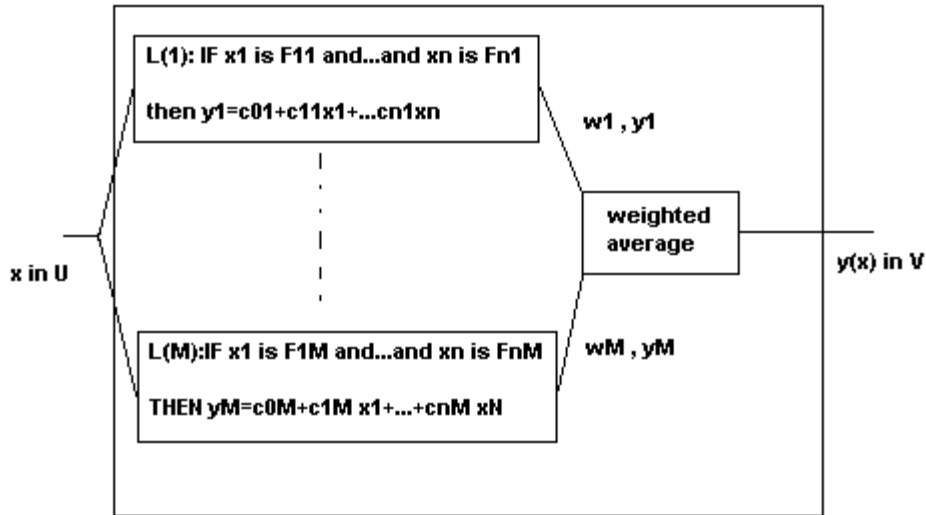 L(1): IF x1 is F11 and...and xn is Fn1
then y1=c01+c11x1+...cn1xn
w1 , y1
weighted
average
x in U
y(x) in V
L(M):IF x1 is F1M and...and xn is FnM
wM , yM
THEN yM=c0M+c1M x1+...+cnM xN